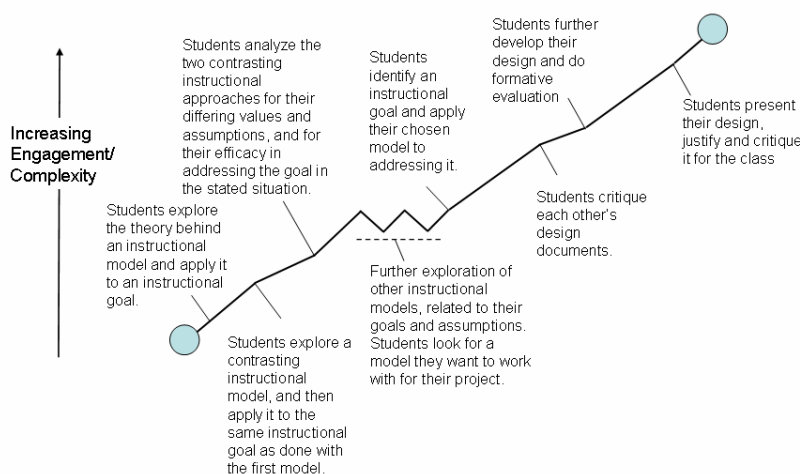 Increasing
Engagement/
Complexity
Students explore
the theory behind
an instructional
model and apply it
to an instructional
goal.
Students explore a
contrasting
instructional
model, and then
apply it to the
same instructional
goal as done with
the first model.
Students analyze the
two contrasting
instructional
approaches for their
differing values and
assumptions, and for
their efficacy in
addressing the goal in
the stated situation.
Further exploration of
other instructional
models, related to their
goals and assumptions.
Students look for a
model they want to work
with for their project.
Students
identify an
instructional
goal and apply
their chosen
model to
addressing it.
Students critique
each other's
design
documents.
Students further
develop their
design and do
formative
evaluation
Students present
their design,
justify and critique
it for the class